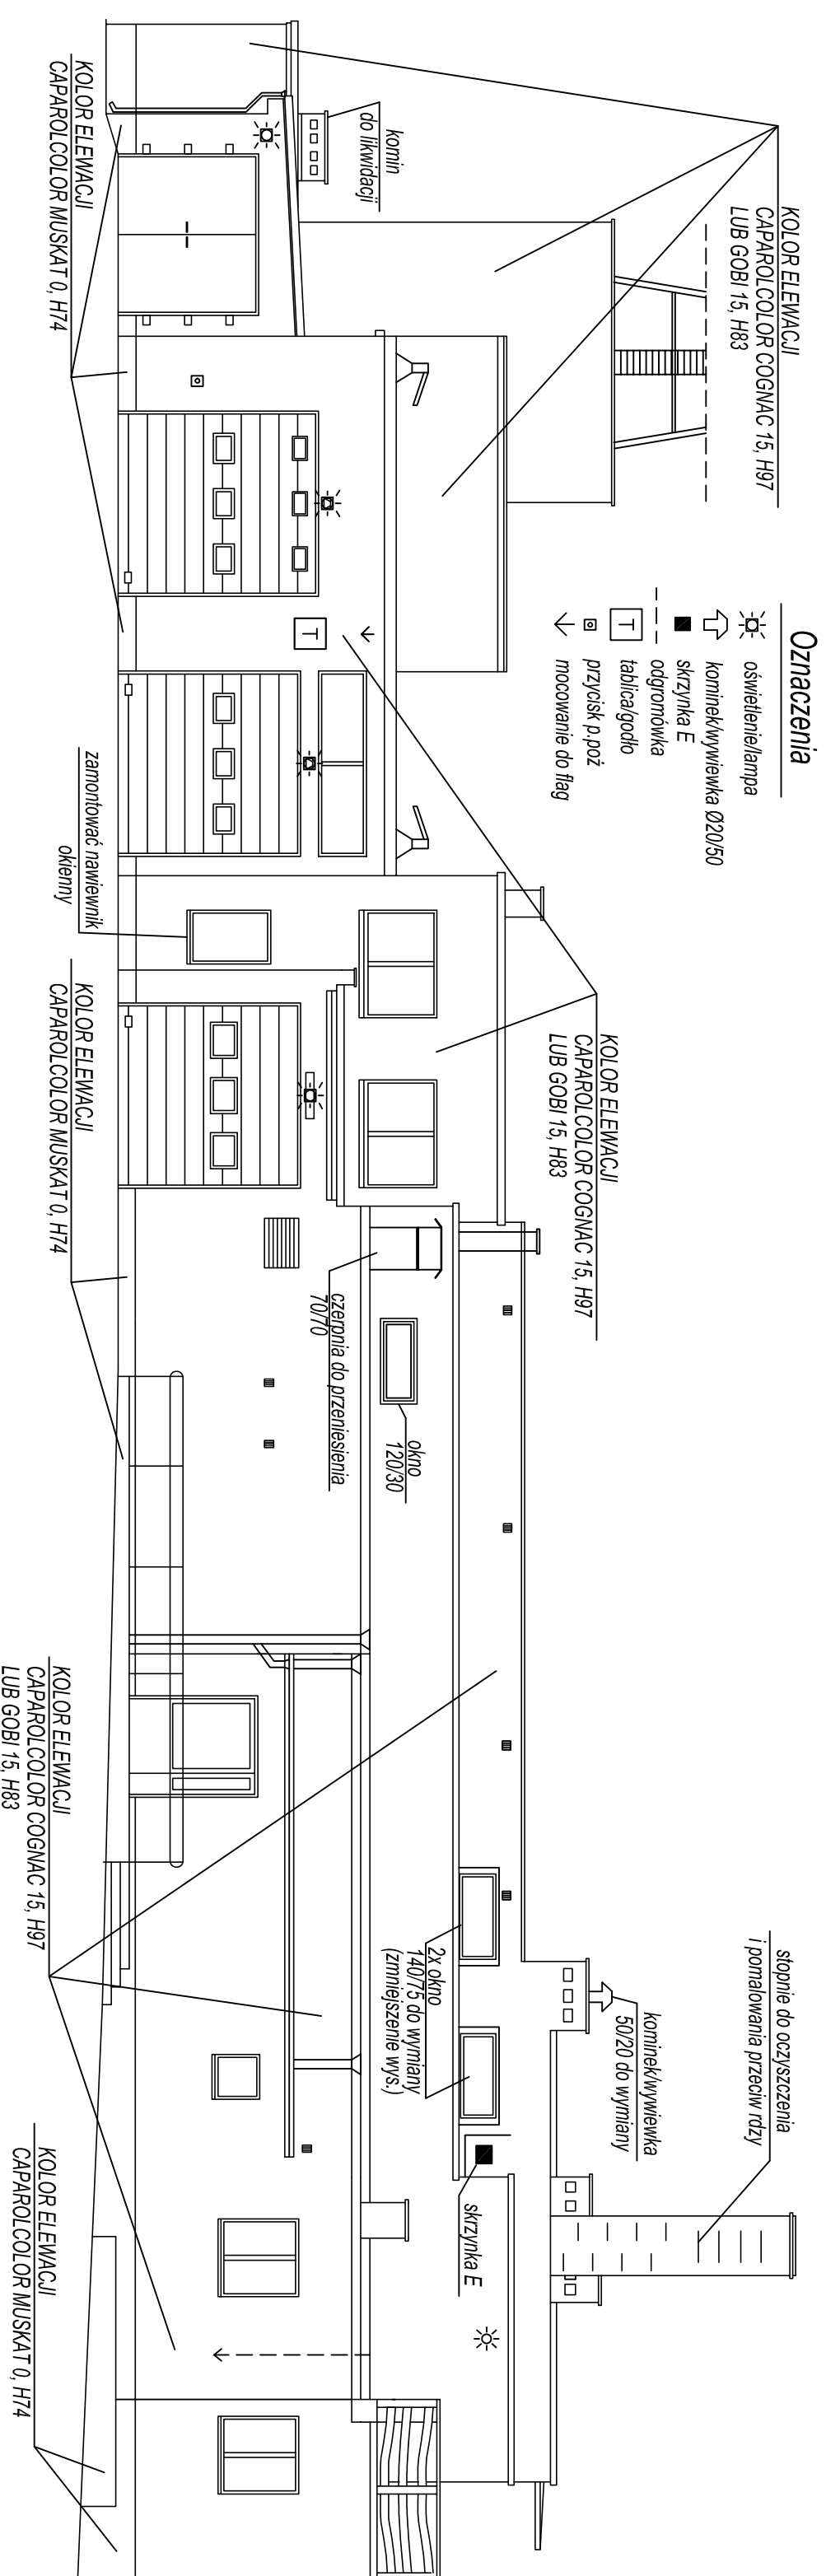 KOLOR ELEWACJI
CAPAROLCOLOR COGNAC 15, H97
LUB GOBI 15, H83
Oznaczenia
oświetlenie/lampa
kominek/wywiewka Ø20/50
skrzynka E
odgromówka
T
tablica/godło
przycisk p.poż
mocowanie do flag
KOLOR ELEWACJI
CAPAROLCOLOR COGNAC 15, H97
LUB GOBI 15, H83
stopnie do oczyszczenia
i pomalowania przeciw rdzy
kominek/wywiewka
50/20 do wymiany
komin
do likwidacji
T
czerpnia do przeniesienia
70/70
okno
120/30
2x okno
140/75 do wymiany
(zmniejszenie wys.)
skrzynka E
KOLOR ELEWACJI
CAPAROLCOLOR MUSKAT 0, H74
zamontować nawiewnik
okienny
KOLOR ELEWACJI
CAPAROLCOLOR MUSKAT 0, H74
KOLOR ELEWACJI
CAPAROLCOLOR COGNAC 15, H97
LUB GOBI 15, H83
KOLOR ELEWACJI
CAPAROLCOLOR MUSKAT 0, H74